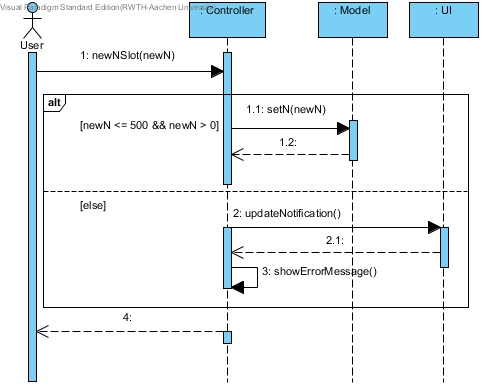 Visual Paradigm Standard Edition(RWTH-Aachen
: Controller
: Model
: UI
User
1: newNSlot(newN)
alt
1.1: setN(newN)
[newN <= 500 && newN > 0]
1.2:
[else]
2: updateNotification()
2.1:
3: showErrorMessage()
4: